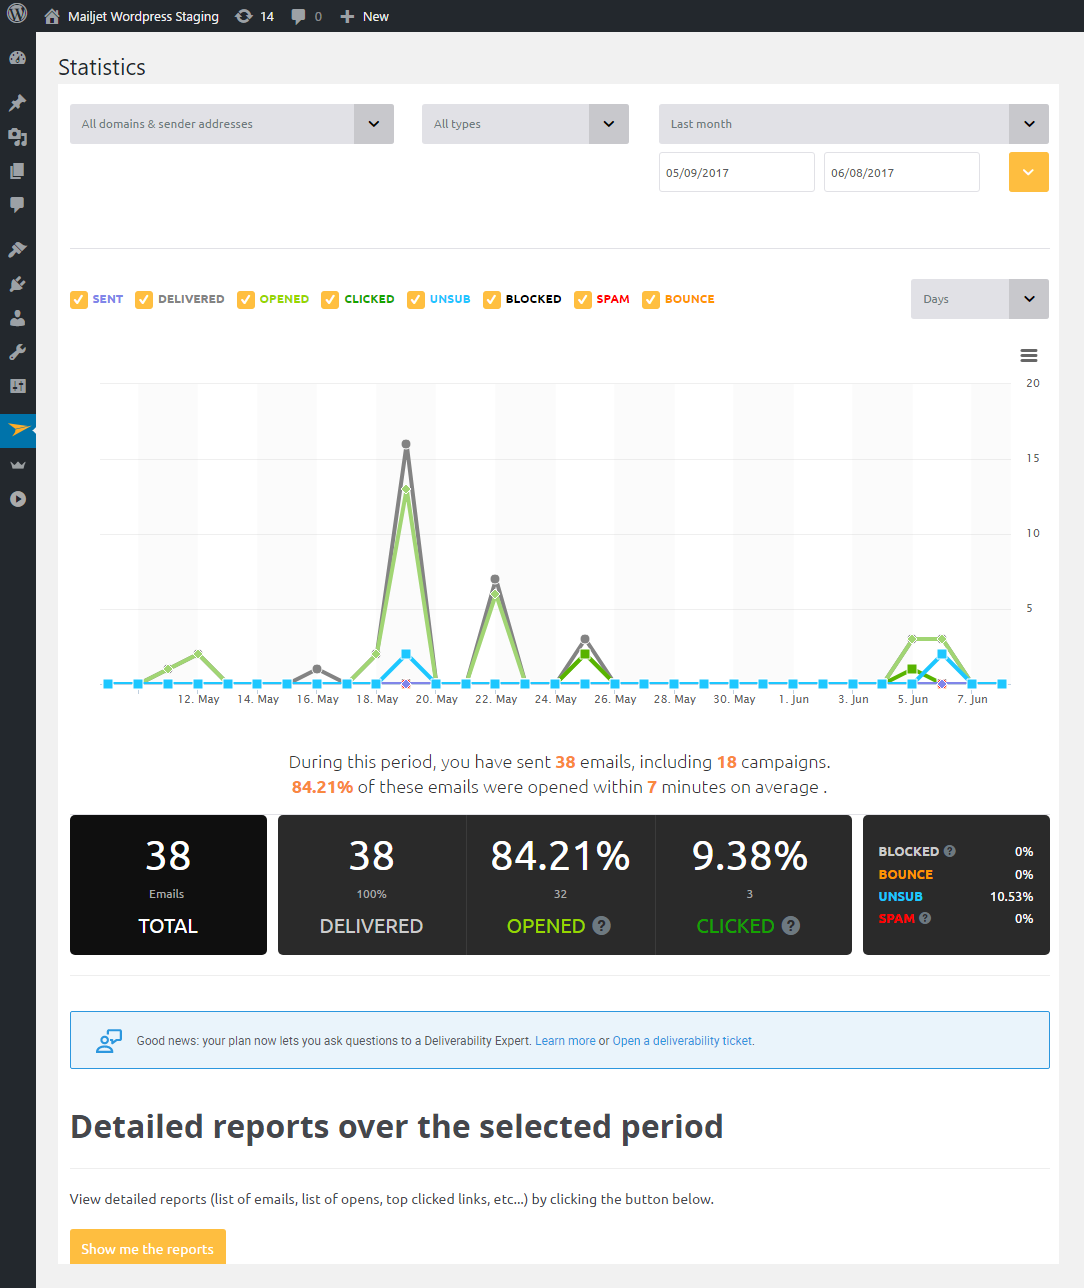 Mailjet Wordpress Staging 14 0 New
Statistics
All domains & sender addresses All types Last month
05/09/2017 06/08/2017
SENT DELIVERED OPENED CLICKED UNSUB BLOCKED SPAM BOUNCE Days
20
15
10
5
12. May 14. May 16. May 18. May 20. May 22. May 24. May 26. May 28. May 30. May 1. Jun 3. Jun 5. Jun 7. Jun
During this period, you have sent 38 emails, including 18 campaigns.
84.21% of these emails were opened within 7 minutes on average .
38
Emails
TOTAL
38
100%
DELIVERED
84.21%
32
OPENED ?
9.38%
3
CLICKED ?
BLOCKED ? 0%
BOUNCE 0%
UNSUB 10.53%
SPAM ? 0%
Good news: your plan now lets you ask questions to a Deliverability Expert. Learn more or Open a deliverability ticket.
Detailed reports over the selected period
View detailed reports (list of emails, list of opens, top clicked links, etc...) by clicking the button below.
Show me the reports